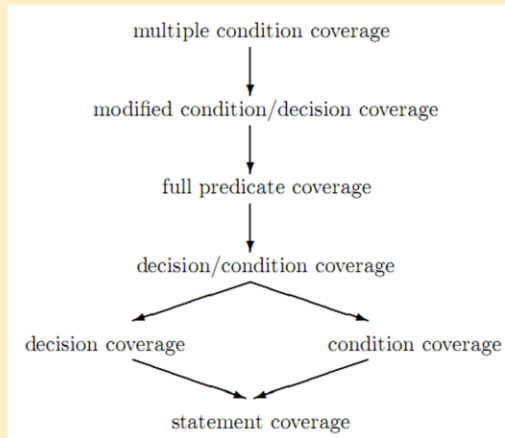 multiple condition coverage
modified condition/decision coverage
full predicate coverage
decision/condition coverage
decision coverage
condition coverage
statement coverage